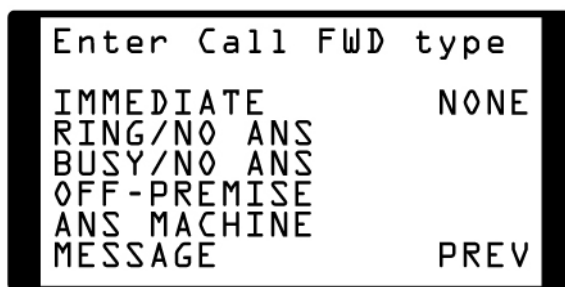 Enter Call FWD type
IMMEDIATE NONE
RING/NO ANS
BUSY/NO ANS
OFF-PREMISE
ANS MACHINE
MESSAGE PREV